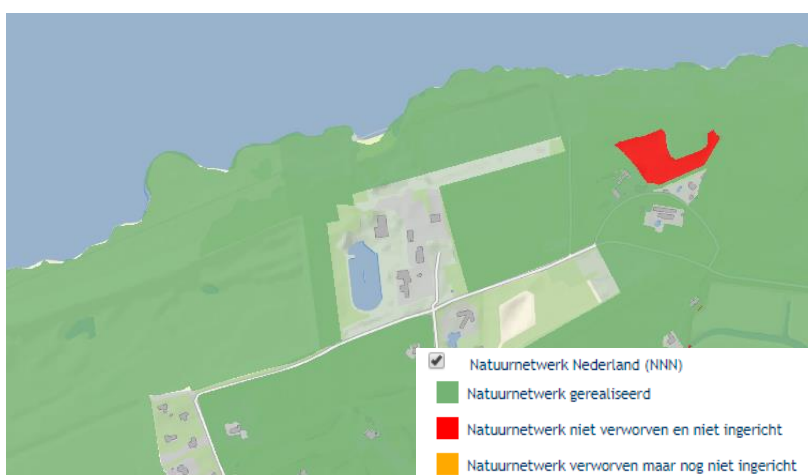 Natuurnetwerk Nederland (NNN)
Natuurnetwerk gerealiseerd
Natuurnetwerk niet verworven en niet ingericht
Natuurnetwerk verworven maar nog niet ingericht